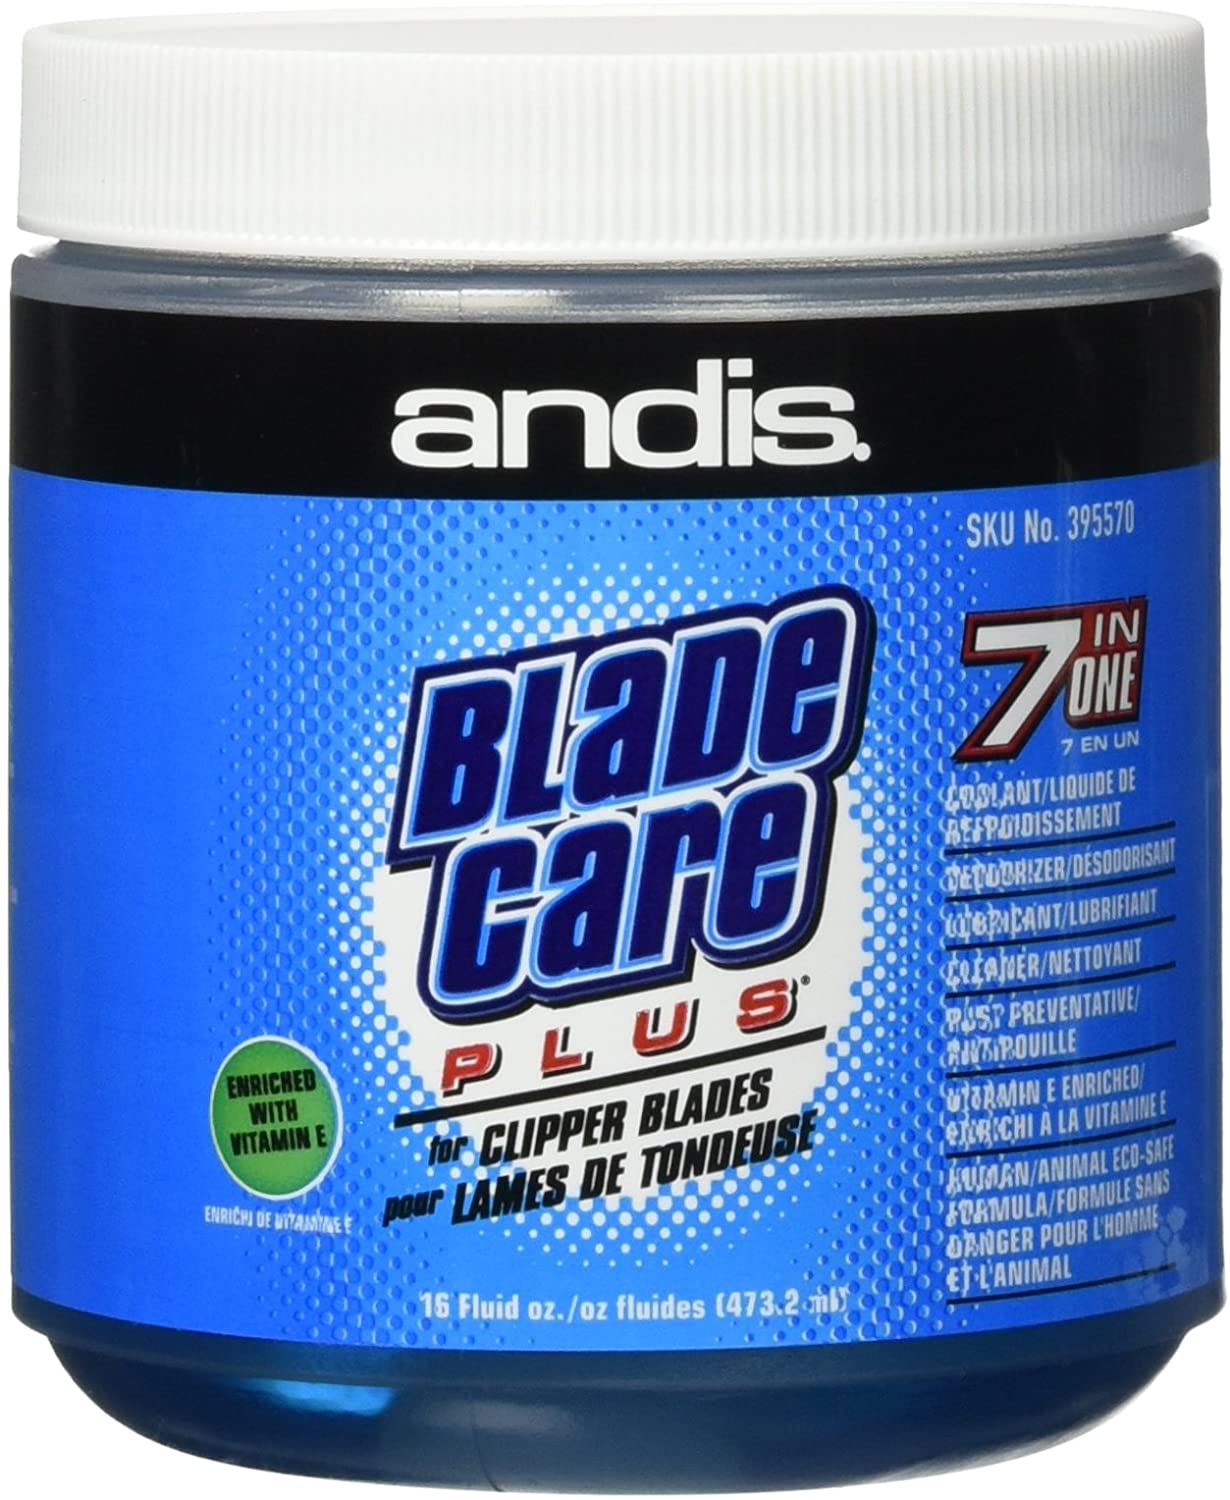 andis.
SKU No. 395570
BLADE
CARE
PLUS®
for CLIPPER BLADES
pour LAMES DE TONDEUSE
7 IN
ONE
7 EN UN
COOLANT/LIQUIDE DE
REFROIDISSEMENT
DEODORIZER/DÉSODORISANT
LUBRICANT/LUBRIFIANT
CLEANER/NETTOYANT
RUST PREVENTATIVE/
ANTIROUILLE
VITAMIN E ENRICHED/
ENRICHI À LA VITAMINE E
HUMAN/ANIMAL ECO-SAFE
FORMULA/FORMULE SANS
DANGER POUR L'HOMME
ET L'ANIMAL
ENRICHED
WITH
VITAMIN E
ENRICHI DE VITAMINE E
16 Fluid oz./oz fluides (473.2 ml)